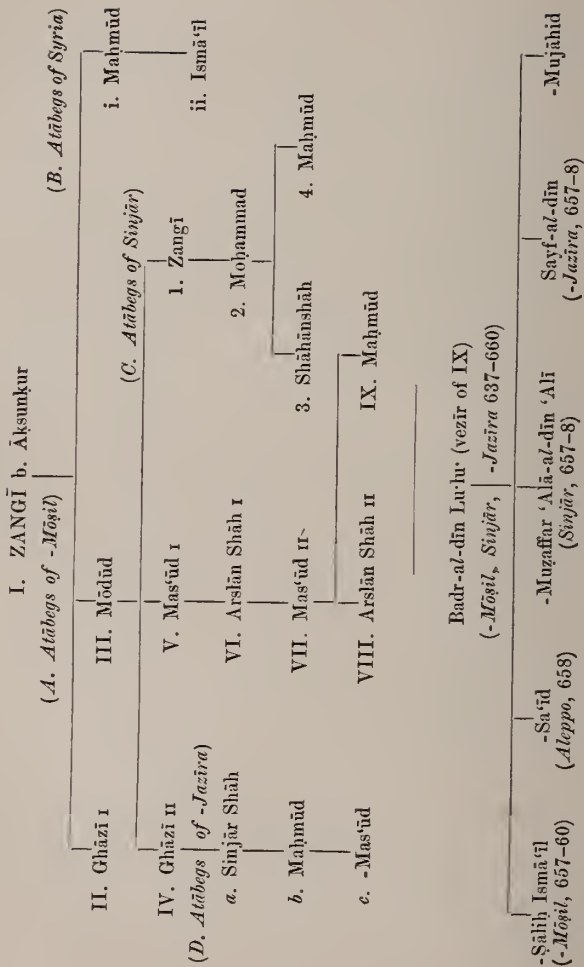 I. ZANGĪ b. Āḳsunḳur
(A. Atābegs of -Mōṣil)
(B. Atābegs of Syria)
II. Ghāzī I
III. Mōdūd
i. Maḥmūd
ii. Ismā‘īl
(C. Atābegs of Sinjār)
IV. Ghāzī II
V. Mas‘ūd I
1. Zangī
(D. Atābegs of -Jazīra)
a. Sinjār Shāh
VI. Arslān Shāh I
2. Moḥammad
b. Maḥmūd
VII. Mas‘ūd II
3. Shāhānshāh
4. Maḥmūd
c. -Mas‘ūd
VIII. Arslān Shāh II
IX. Maḥmūd
Badr-al-dīn Lu·lu· (vezīr of IX)
(-Mōṣil, Sinjār, -Jazīra 637–660)
-Ṣāliḥ Ismā‘īl
(-Mōṣil, 657–60)
-Sa‘īd
(Aleppo, 658)
-Muẓaffar ‘Alā-al-dīn ‘Alī
(Sinjār, 657–8)
Sayf-al-dīn
(-Jazīra, 657–8)
-Mujāhid